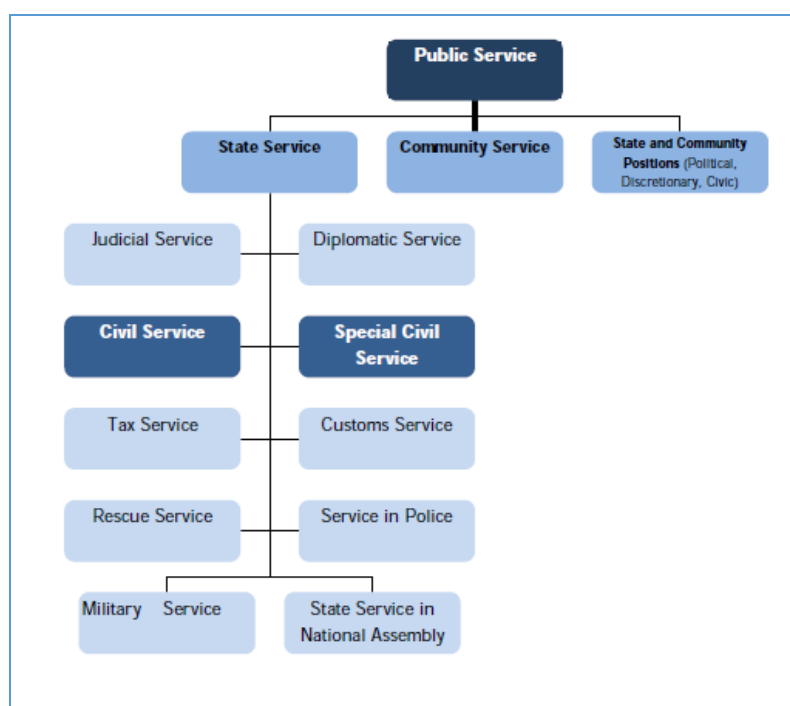 Public Service
State Service
Community Service
State and Community
Positions (Political,
Discretionary, Civic)
Judicial Service
Diplomatic Service
Civil Service
Special Civil
Service
Tax Service
Customs Service
Rescue Service
Service in Police
Military Service
State Service in
National Assembly